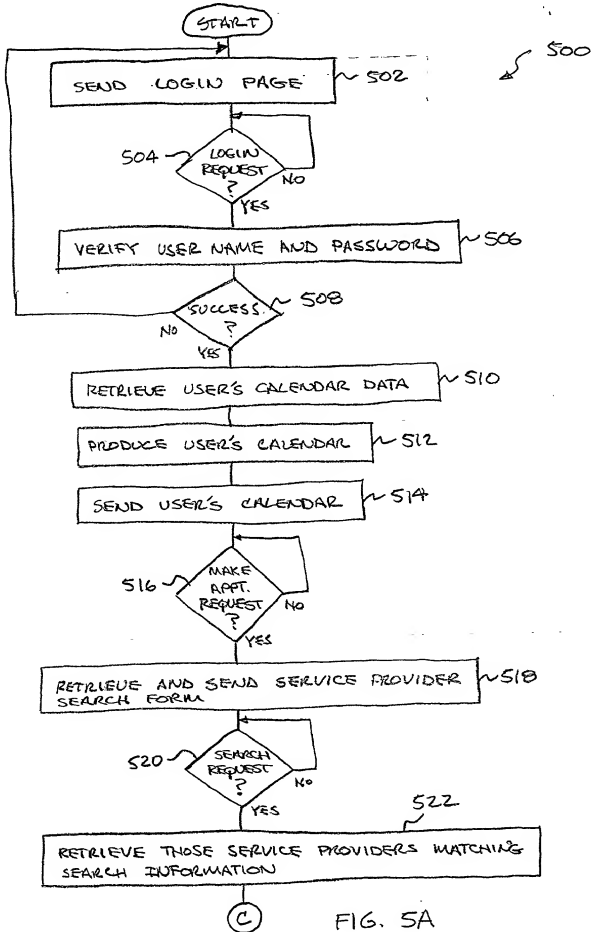 START
500
SEND LOGIN PAGE
502
504
LOGIN
REQUEST
?
NO
YES
VERIFY USER NAME AND PASSWORD
506
SUCCESS
?
508
NO
YES
RETRIEVE USER'S CALENDAR DATA
510
PRODUCE USER'S CALENDAR
512
SEND USER'S CALENDAR
514
516
MAKE
APPT.
REQUEST
?
NO
YES
RETRIEVE AND SEND SERVICE PROVIDER
SEARCH FORM
518
520
SEARCH
REQUEST
?
NO
YES
522
RETRIEVE THOSE SERVICE PROVIDERS MATCHING
SEARCH INFORMATION
C
FIG. 5A